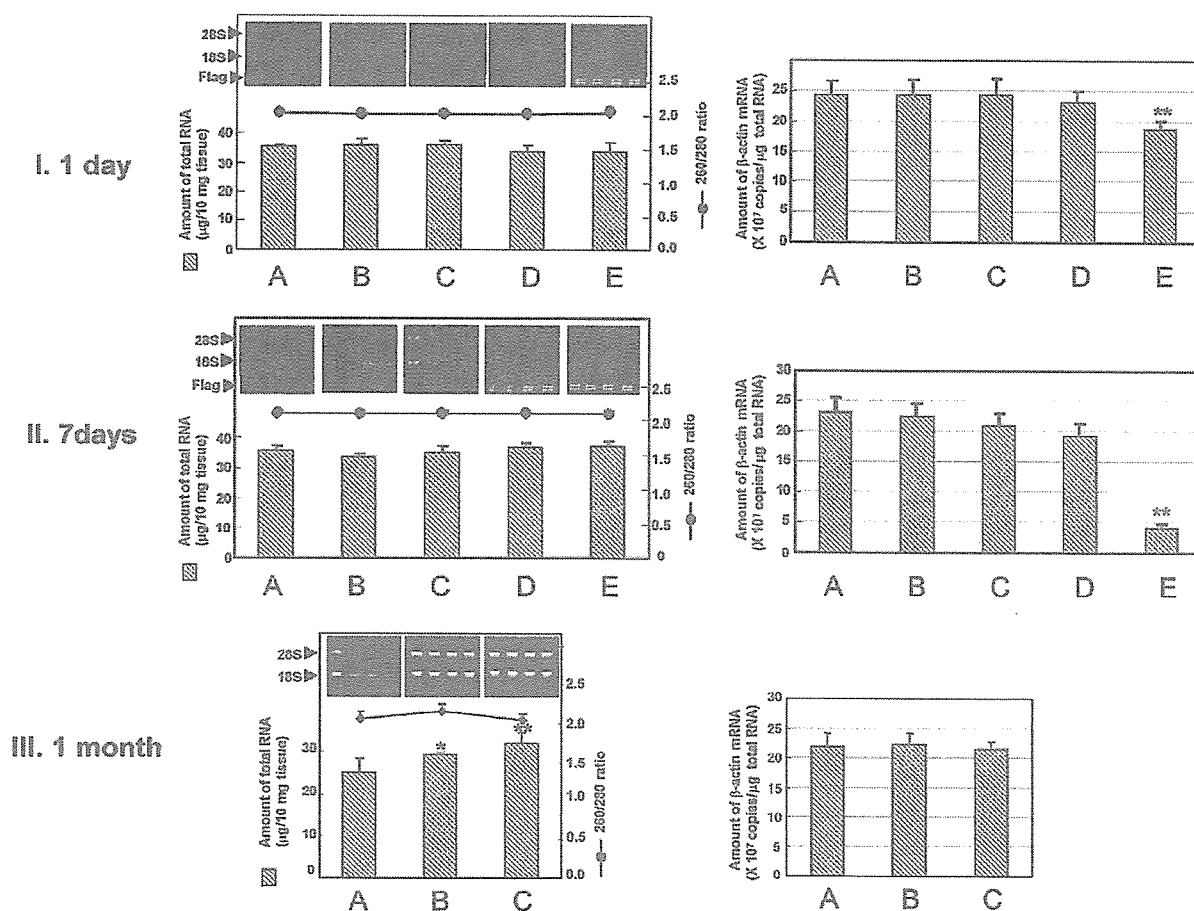 I. 1 day
28S
18S
Flag
Amount of total RNA
(μg/10 mg tissue)
40
30
20
10
0
2.5
2.0
1.5
1.0
0.5
0.0
260/280 ratio
A B C D E
Amount of β-actin mRNA
(X 10⁷ copies/μg total RNA)
25
20
15
10
5
0
**
A B C D E
II. 7days
28S
18S
Flag
Amount of total RNA
(μg/10 mg tissue)
40
30
20
10
0
2.5
2.0
1.5
1.0
0.5
0
260/280 ratio
A B C D E
Amount of β-actin mRNA
(X 10⁷ copies/μg total RNA)
30
25
20
15
10
5
0
**
A B C D E
III. 1 month
28S
18S
Amount of total RNA
(μg/10 mg tissue)
30
20
10
0
2.5
2.0
1.5
1.0
0.5
0.0
260/280 ratio
*
**
A B C
Amount of β-actin mRNA
(X 10⁷ copies/μg total RNA)
30
25
20
15
10
5
0
A B C